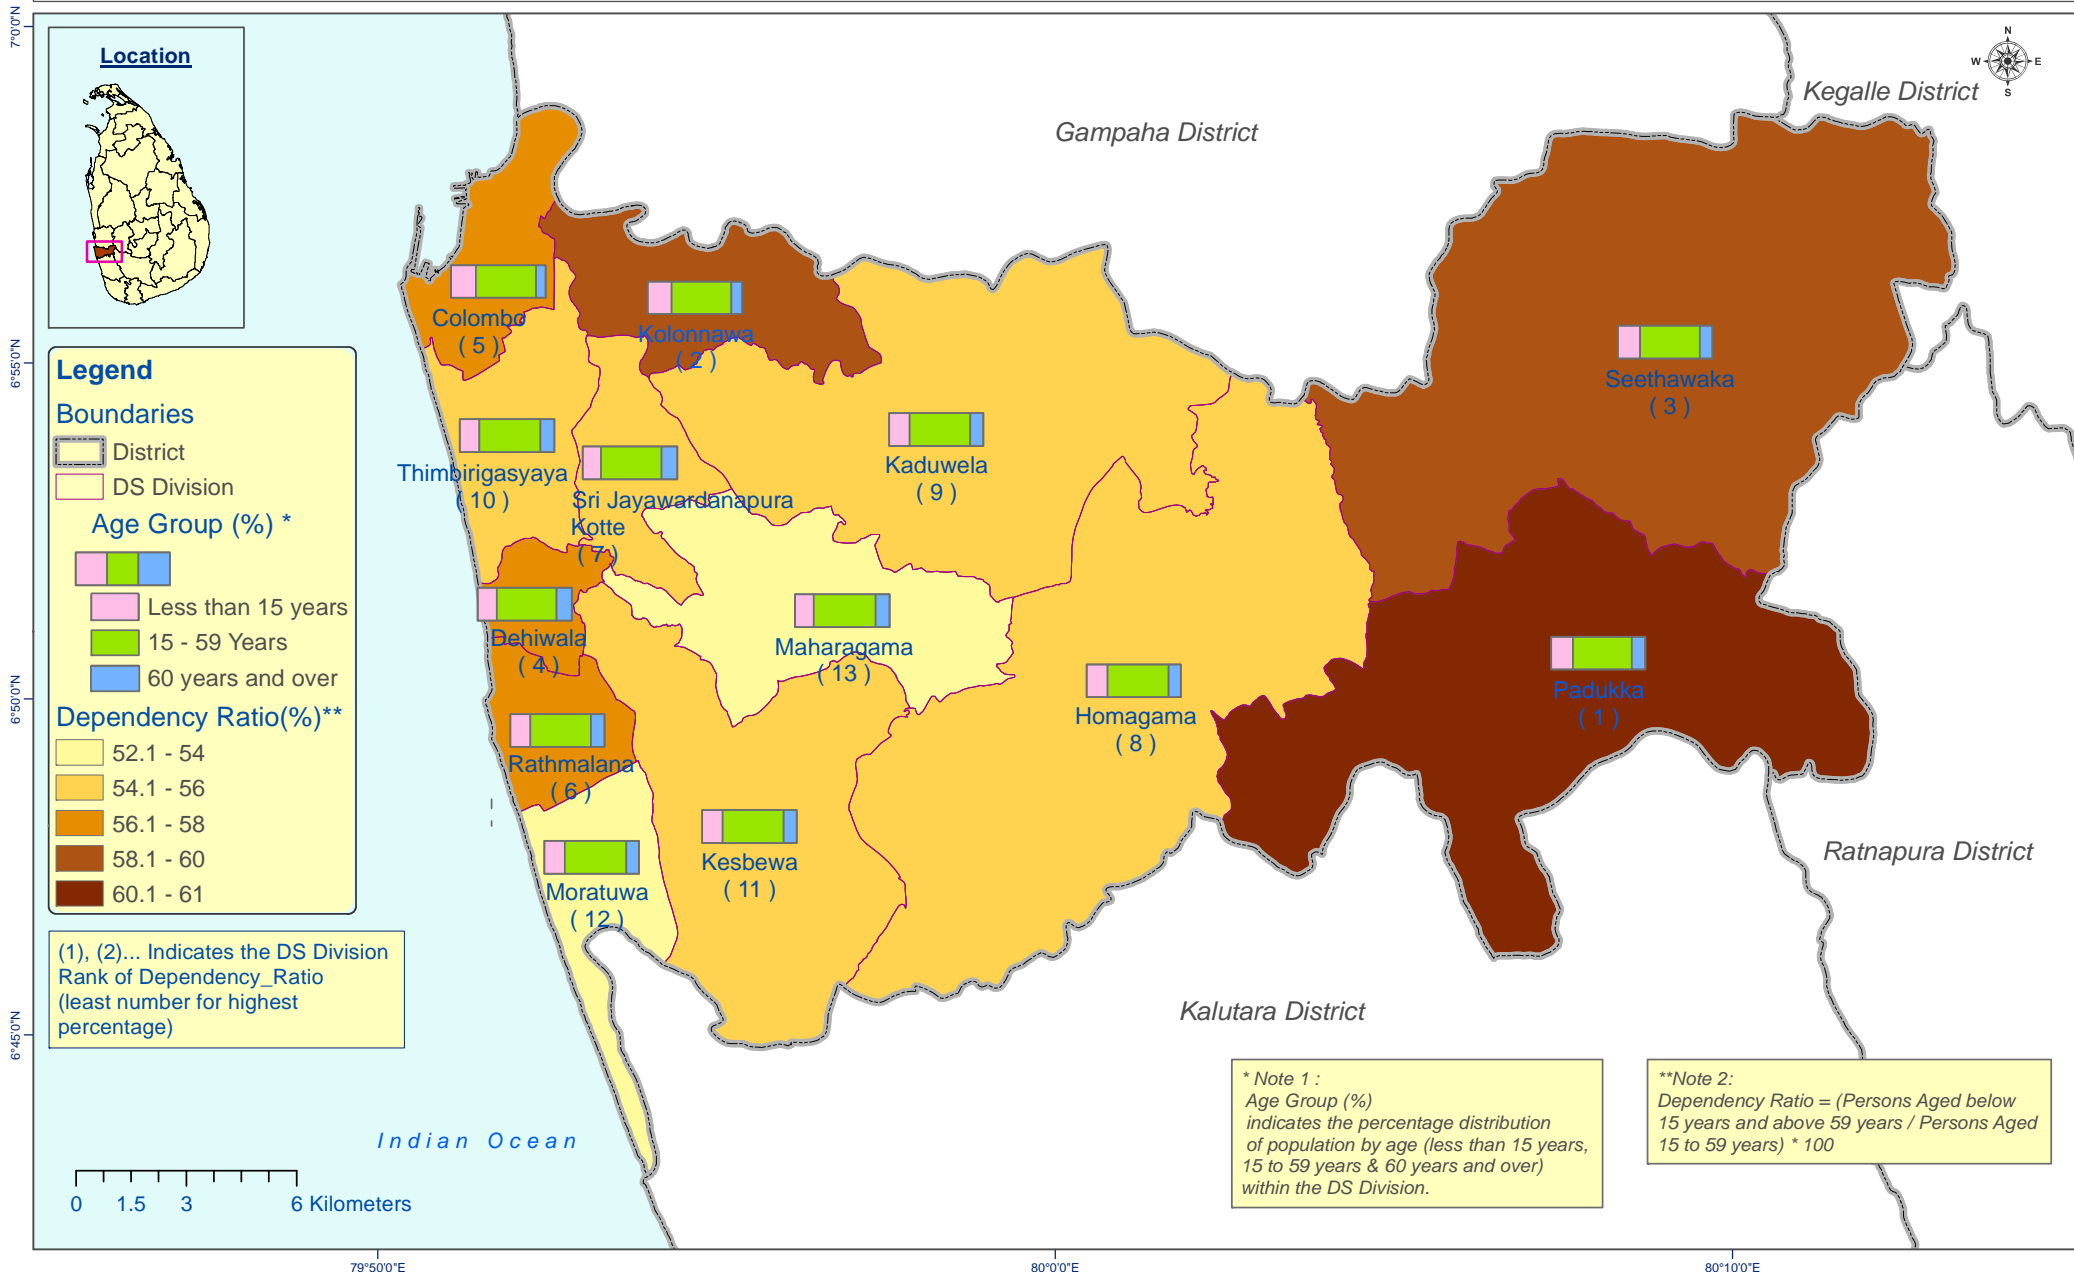 7°0'0"N
6°55'0"N
6°50'0"N
6°45'0"N
Location
N
W
E
S
Kegalle District
Gampaha District
Colombo
( 5 )
Kolonnawa
( 2 )
Seethawaka
( 3 )
Thimbirigasyaya
( 10 )
Sri Jayawardanapura
Kotte
( 7 )
Kaduwela
( 9 )
Dehiwala
( 4 )
Maharagama
( 13 )
Homagama
( 8 )
Padukka
( 1 )
Rathmalana
( 6 )
Kesbewa
( 11 )
Moratuwa
( 12 )
Ratnapura District
Kalutara District
Indian Ocean
Legend
Boundaries
District
DS Division
Age Group (%) *
Less than 15 years
15 - 59 Years
60 years and over
Dependency Ratio(%)**
52.1 - 54
54.1 - 56
56.1 - 58
58.1 - 60
60.1 - 61
(1), (2)... Indicates the DS Division
Rank of Dependency_Ratio
(least number for highest
percentage)
* Note 1 :
Age Group (%)
indicates the percentage distribution
of population by age (less than 15 years,
15 to 59 years & 60 years and over)
within the DS Division.
**Note 2:
Dependency Ratio = (Persons Aged below
15 years and above 59 years / Persons Aged
15 to 59 years) * 100
0 1.5 3 6 Kilometers
79°50'0"E
80°0'0"E
80°10'0"E